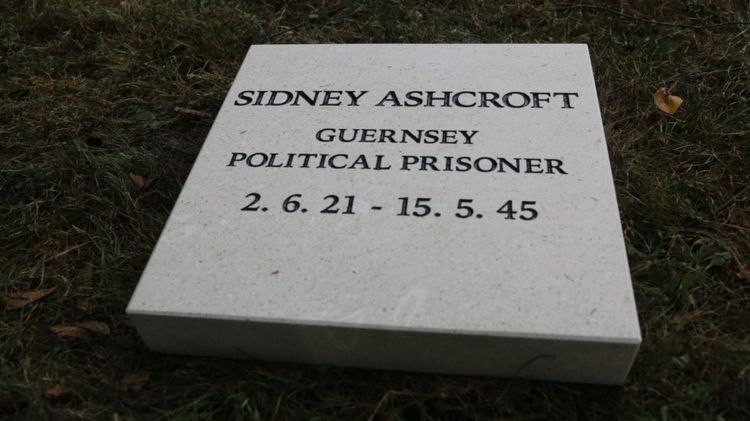 SIDNEY ASHCROFT
GUERNSEY
POLITICAL PRISONER
2. 6. 21 - 15. 5. 45